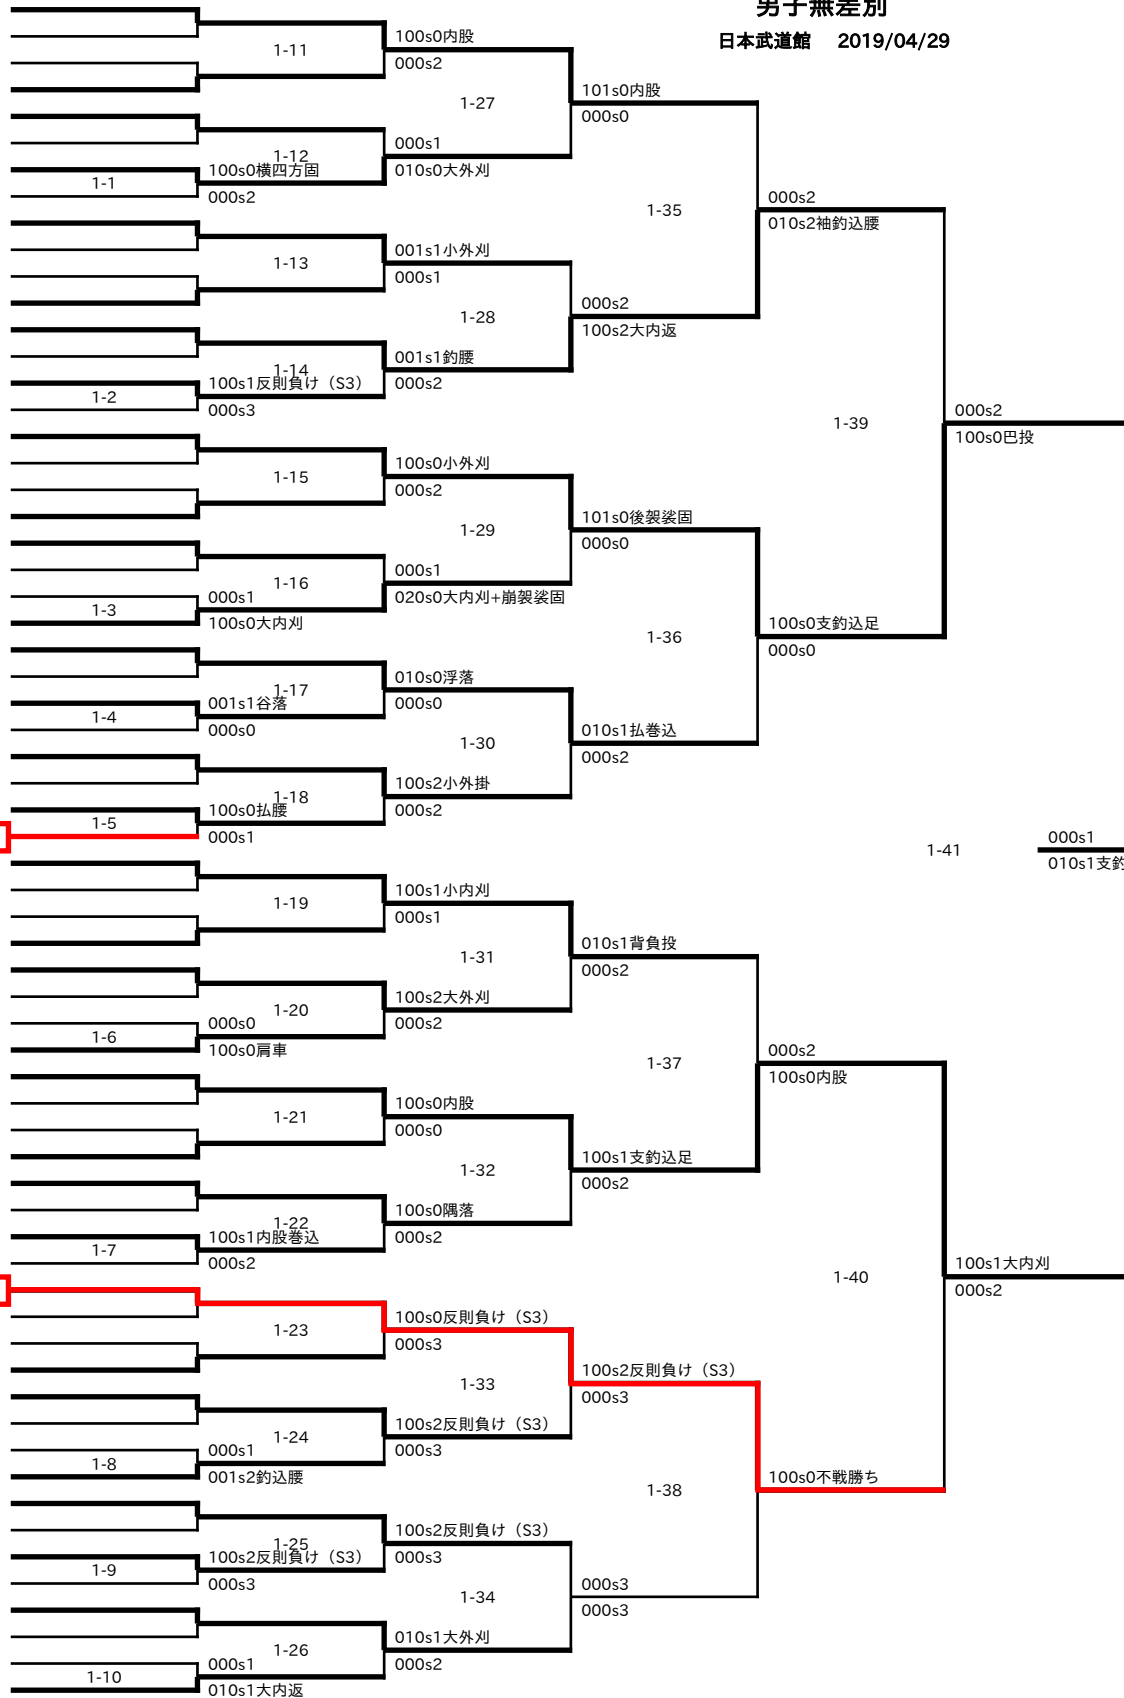 男子無差別
日本武道館 2019/04/29
1-11
100s0内股
000s2
1-27
101s0内股
000s0
1-12
000s1
010s0大外刈
1-1
100s0横四方固
000s2
1-35
000s2
010s2袖釣込腰
1-13
001s1小外刈
000s1
1-28
000s2
100s2大内返
1-14
001s1釣腰
000s2
1-2
100s1反則負け（S3）
000s3
1-39
000s2
100s0巴投
1-15
100s0小外刈
000s2
1-29
101s0後袈裟固
000s0
1-16
000s1
020s0大内刈+崩袈裟固
1-3
000s1
100s0大内刈
1-36
100s0支釣込足
000s0
1-17
010s0浮落
000s0
1-4
001s1谷落
000s0
1-30
010s1払巻込
000s2
1-18
100s2小外掛
000s2
1-5
100s0払腰
000s1
1-41
000s1
010s1支釣
1-19
100s1小内刈
000s1
1-31
010s1背負投
000s2
1-20
100s2大外刈
000s2
1-6
000s0
100s0肩車
1-37
000s2
100s0内股
1-21
100s0内股
000s0
1-32
100s1支釣込足
000s2
1-22
100s0隅落
000s2
1-7
100s1内股巻込
000s2
1-40
100s1大内刈
000s2
1-23
100s0反則負け（S3）
000s3
1-33
100s2反則負け（S3）
000s3
1-24
100s2反則負け（S3）
000s3
1-8
000s1
001s2釣込腰
1-38
100s0不戦勝ち
1-25
100s2反則負け（S3）
000s3
1-9
100s2反則負け（S3）
000s3
1-34
000s3
000s3
1-26
010s1大外刈
000s2
1-10
000s1
010s1大内返